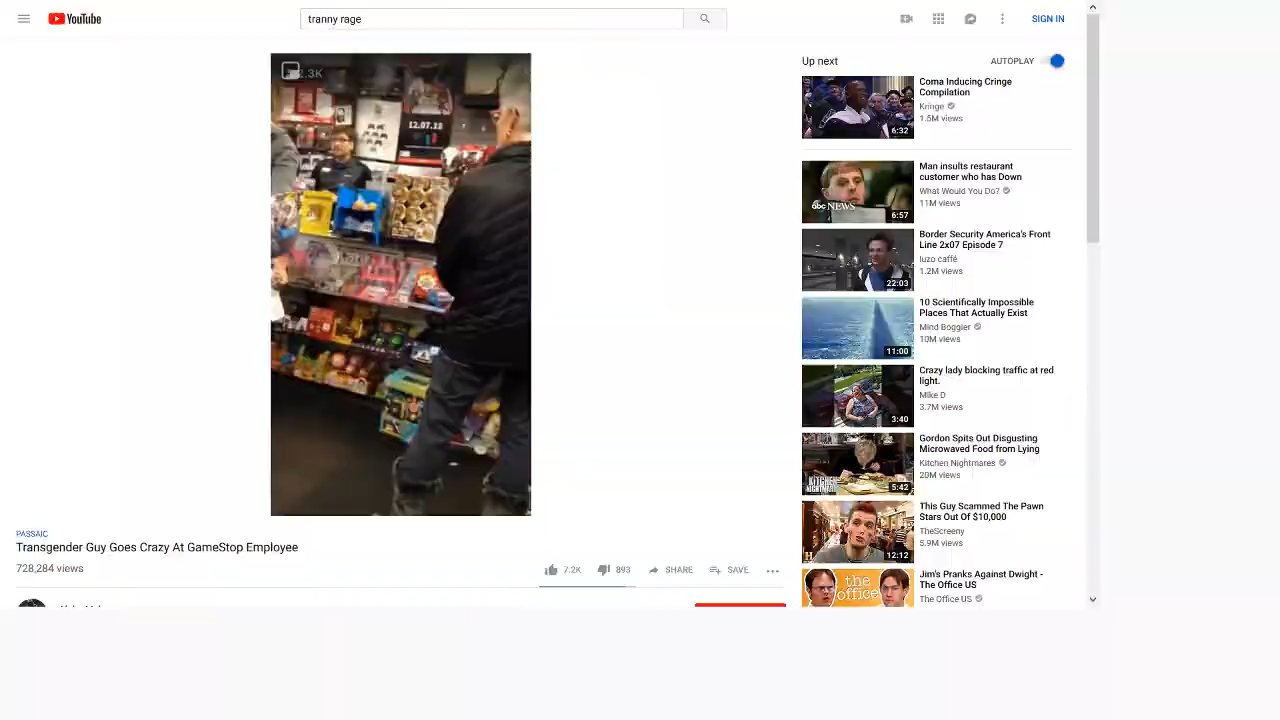 YouTube
tranny rage
SIGN IN
2.3K
12.07.18
PASSAIC
Transgender Guy Goes Crazy At GameStop Employee
728,284 views
7.2K
893
SHARE
SAVE
Up next
AUTOPLAY
6:32
Coma Inducing Cringe
Compilation
Kringe
1.5M views
abc NEWS
6:57
Man insults restaurant
customer who has Down
What Would You Do?
11M views
22:03
Border Security America's Front
Line 2x07 Episode 7
luzo caffé
1.2M views
11:00
10 Scientifically Impossible
Places That Actually Exist
Mind Boggler
10M views
3:40
Crazy lady blocking traffic at red
light.
Mike D
3.7M views
KITCHEN
5:42
Gordon Spits Out Disgusting
Microwaved Food from Lying
Kitchen Nightmares
20M views
H
12:12
This Guy Scammed The Pawn
Stars Out Of $10,000
TheScreeny
5.9M views
the
office
Jim's Pranks Against Dwight -
The Office US
The Office US